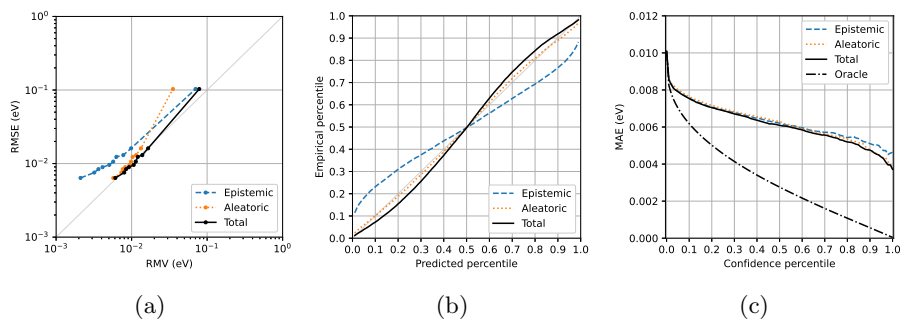 10⁰
10⁻¹
10⁻²
10⁻³
10⁻³ 10⁻² 10⁻¹ 10⁰
RMSE (eV)
RMV (eV)
Epistemic
Aleatoric
Total
(a)
1.0
0.9
0.8
0.7
0.6
0.5
0.4
0.3
0.2
0.1
0.0
0.0 0.1 0.2 0.3 0.4 0.5 0.6 0.7 0.8 0.9 1.0
Empirical percentile
Predicted percentile
Epistemic
Aleatoric
Total
(b)
0.012
0.010
0.008
0.006
0.004
0.002
0.000
0.0 0.1 0.2 0.3 0.4 0.5 0.6 0.7 0.8 0.9 1.0
MAE (eV)
Confidence percentile
Epistemic
Aleatoric
Total
Oracle
(c)